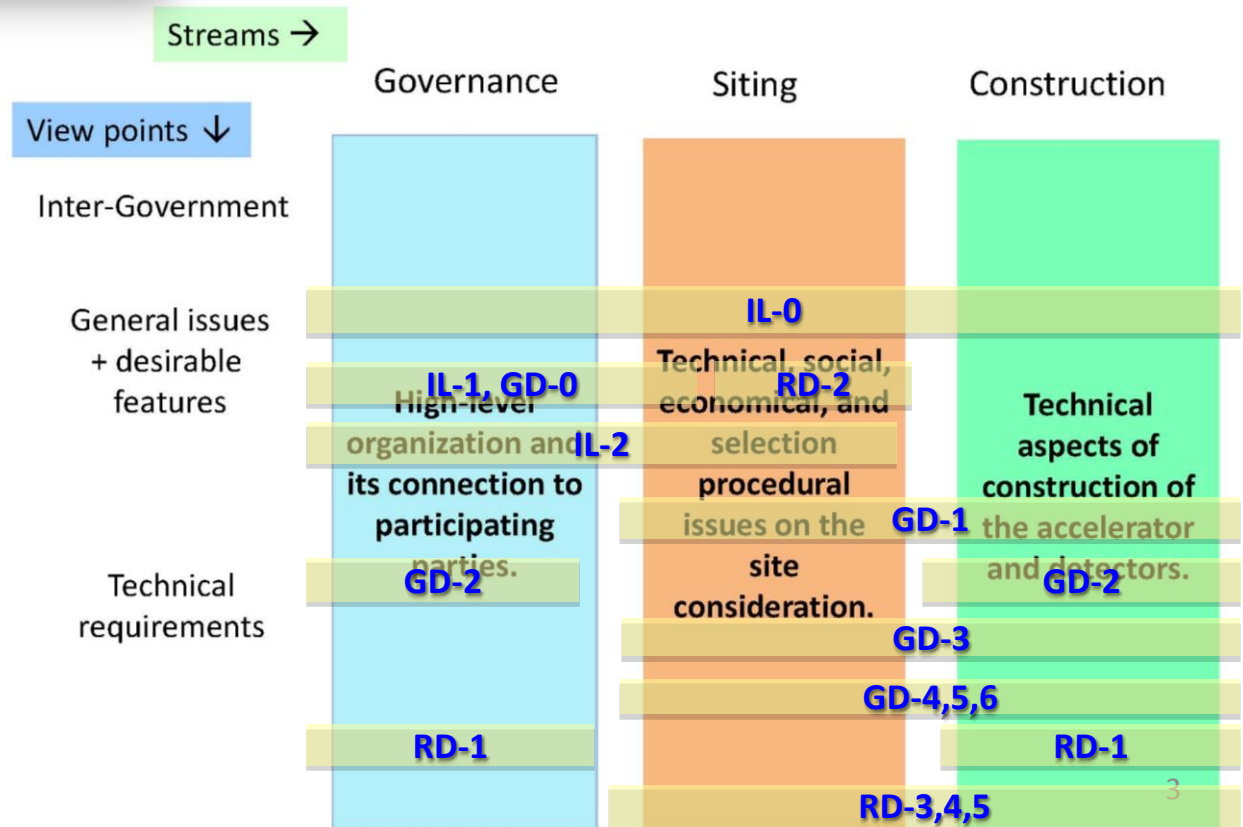 Streams →
Governance
Siting
Construction
View points ↓
Inter-Government
General issues
+ desirable
features
IL-0
IL-1, GD-0
RD-2
IL-2
High-level
organization and
its connection to
participating
parties.
Technical, social,
economical, and
selection
procedural
issues on the
site
consideration.
Technical
aspects of
construction of
the accelerator
and detectors.
GD-1
Technical
requirements
GD-2
GD-2
GD-3
GD-4,5,6
RD-1
RD-1
RD-3,4,5
3